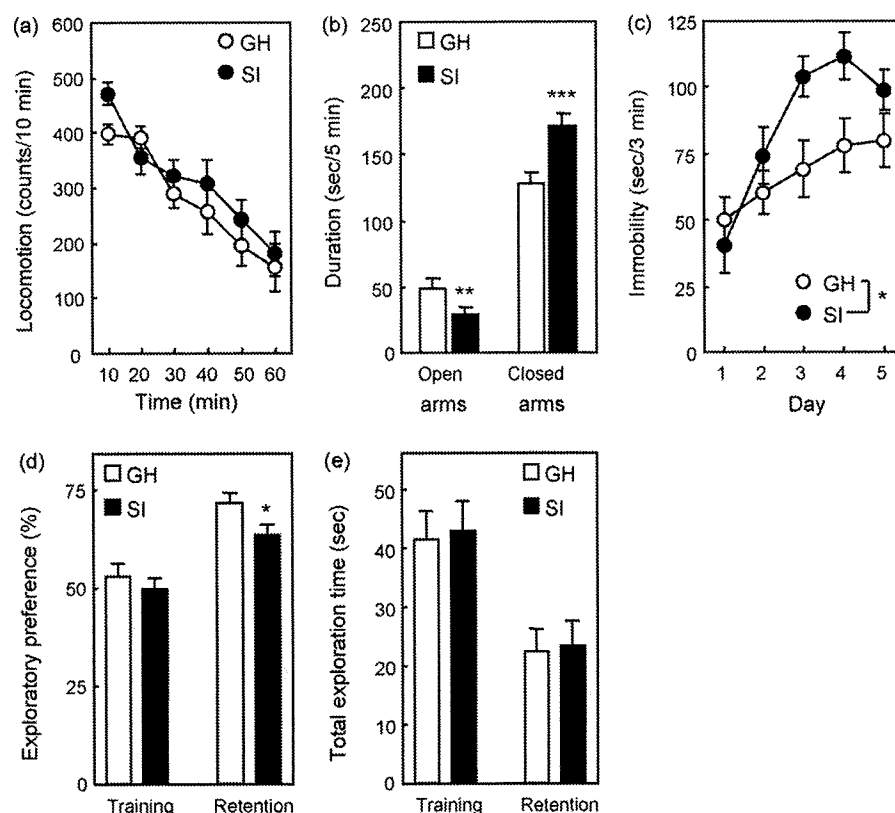 (a)
600
500
400
300
200
100
0
Locomotion (counts/10 min)
GH
SI
10 20 30 40 50 60
Time (min)
(b)
250
200
150
100
50
0
Duration (sec/5 min)
GH
SI
**
***
Open arms
Closed arms
(c)
125
100
75
50
25
0
Immobility (sec/3 min)
GH
SI
*
1 2 3 4 5
Day
(d)
75
50
25
0
Exploratory preference (%)
GH
SI
*
Training Retention
(e)
50
40
30
20
10
0
Total exploration time (sec)
GH
SI
Training Retention